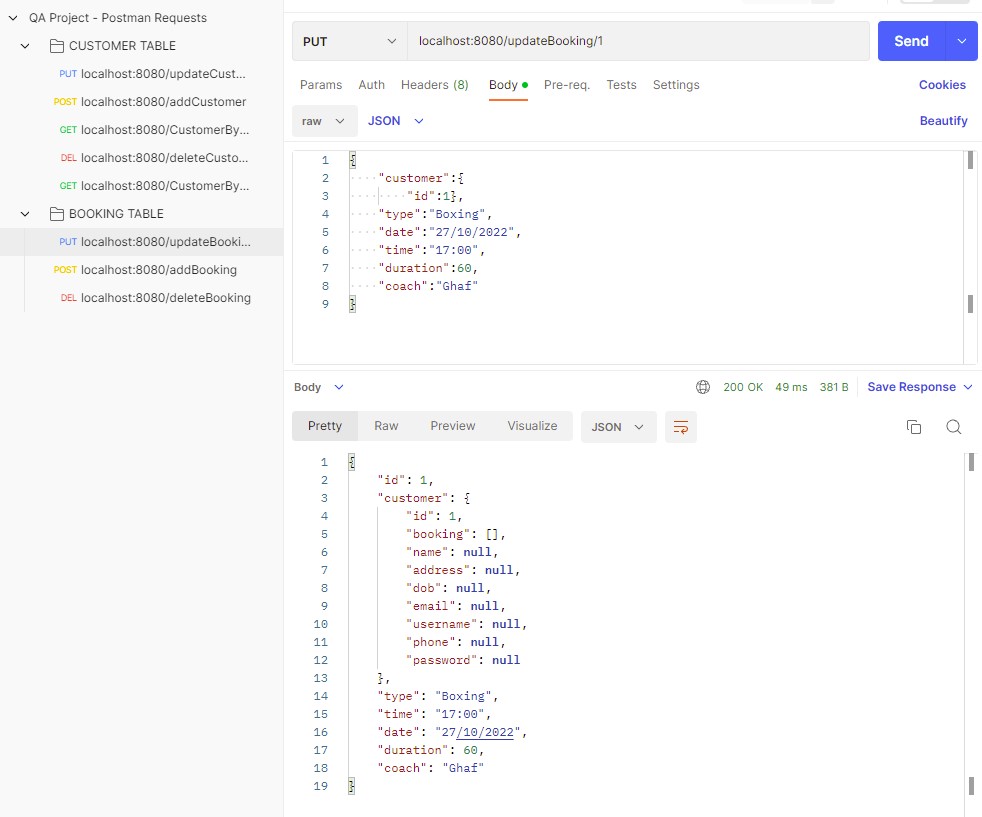 QA Project - Postman Requests
CUSTOMER TABLE
PUT localhost:8080/updateCust...
POST localhost:8080/addCustomer
GET localhost:8080/CustomerBy...
DEL localhost:8080/deleteCusto...
GET localhost:8080/CustomerBy...
BOOKING TABLE
PUT localhost:8080/updateBooki...
POST localhost:8080/addBooking
DEL localhost:8080/deleteBooking
PUT localhost:8080/updateBooking/1 Send
Params Auth Headers (8) Body Pre-req. Tests Settings Cookies
raw JSON Beautify
1 {
2 "customer":{
3 "id":1},
4 "type":"Boxing",
5 "date":"27/10/2022",
6 "time":"17:00",
7 "duration":60,
8 "coach":"Ghaf"
9 }
Body 200 OK 49 ms 381 B Save Response
Pretty Raw Preview Visualize JSON
1 {
2 "id": 1,
3 "customer": {
4 "id": 1,
5 "booking": [],
6 "name": null,
7 "address": null,
8 "dob": null,
9 "email": null,
10 "username": null,
11 "phone": null,
12 "password": null
13 },
14 "type": "Boxing",
15 "time": "17:00",
16 "date": "27/10/2022",
17 "duration": 60,
18 "coach": "Ghaf"
19 }